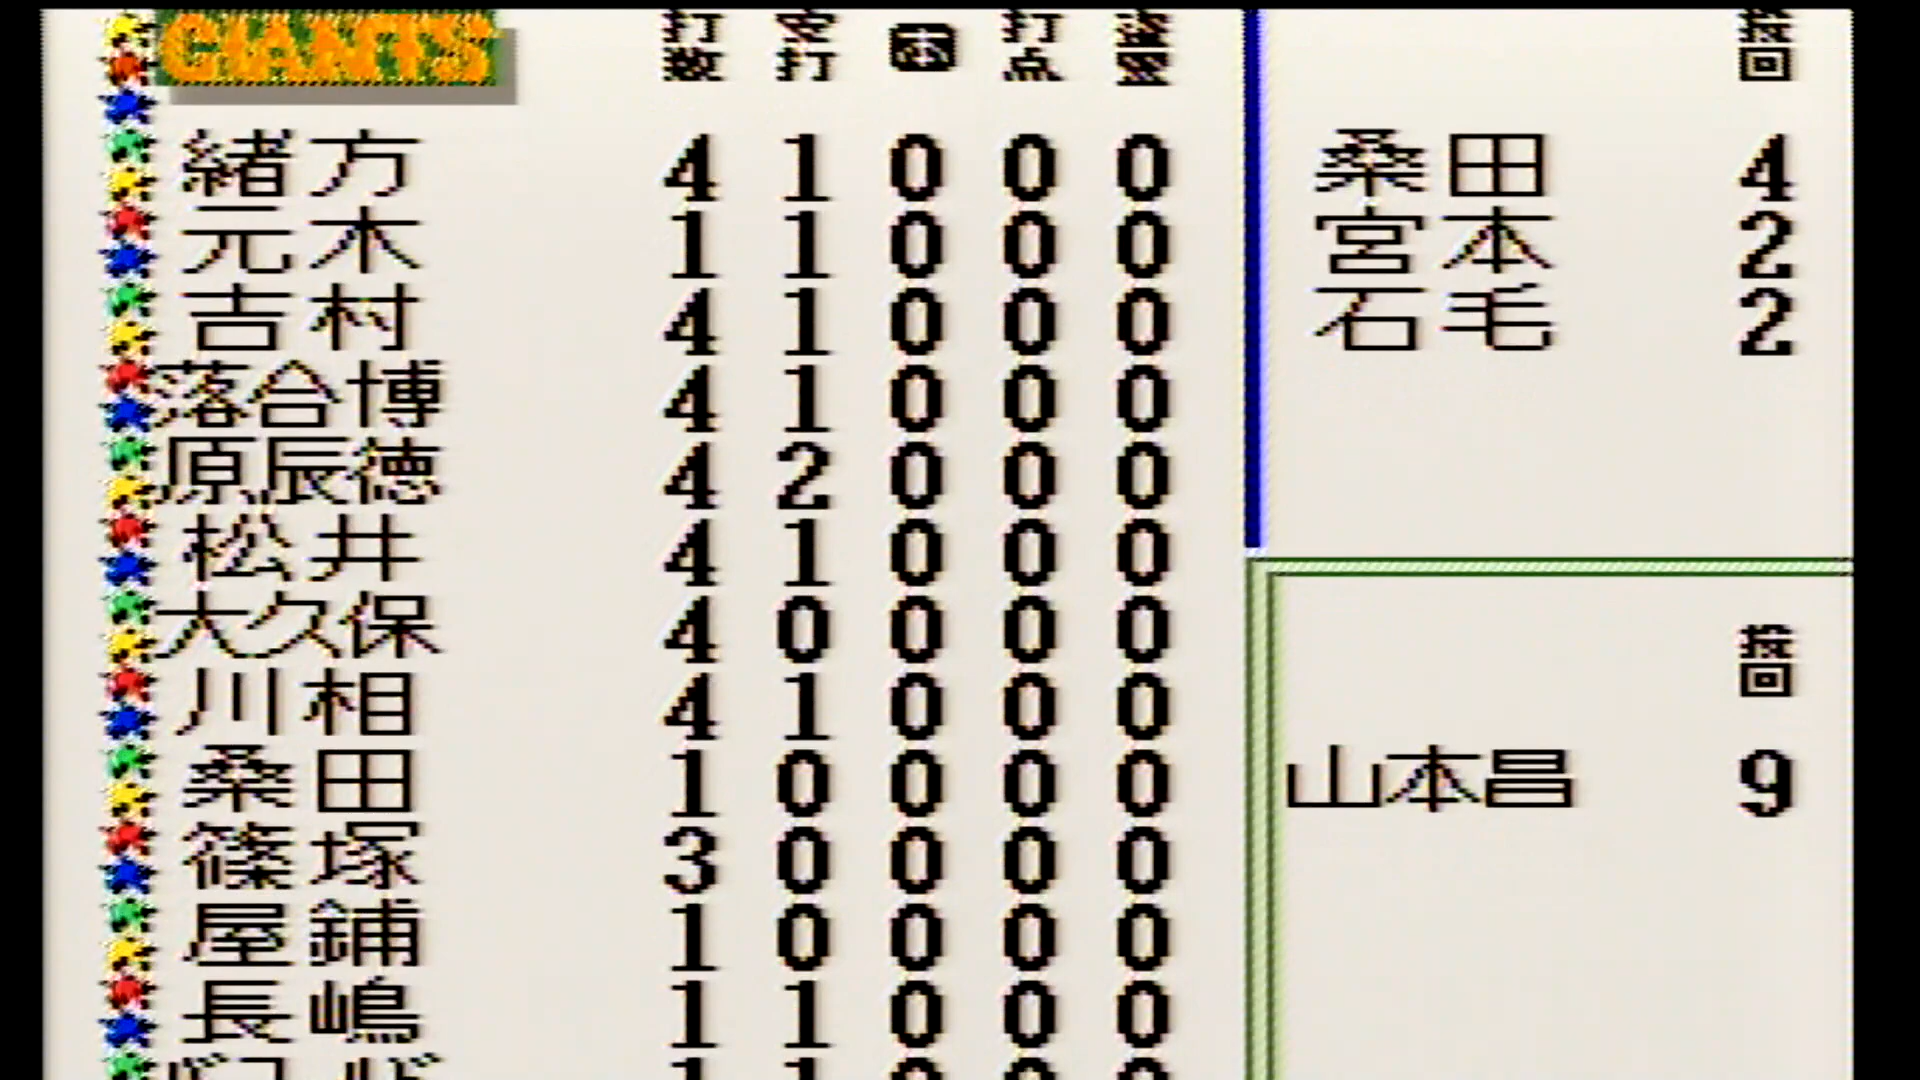 GIANTS 打数 安打 打点 投回
緒方 4 1 0 0 0
元木 1 1 0 0 0
吉村 4 1 0 0 0
落合博 4 1 0 0 0
原辰徳 4 2 0 0 0
松井 4 1 0 0 0
大久保 4 0 0 0 0
川相 4 1 0 0 0
桑田 1 0 0 0 0
篠塚 3 0 0 0 0
屋鋪 1 0 0 0 0
長嶋 1 1 0 0 0
桑田 4
宮本 2
石毛 2
投回
山本昌 9